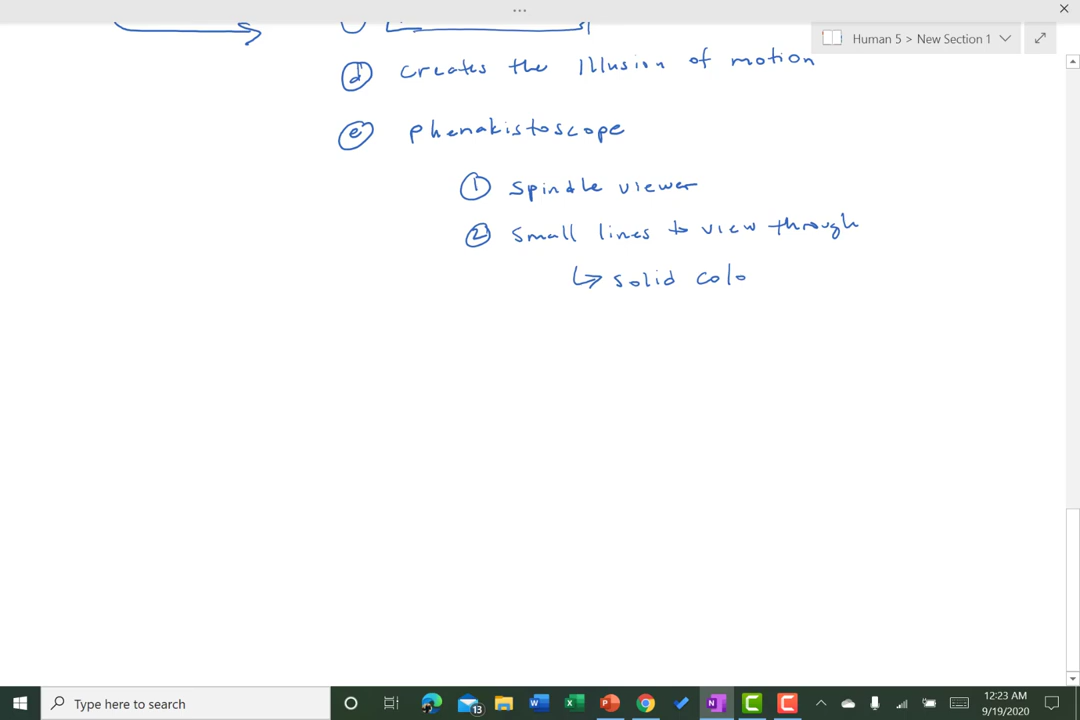 ...
Human 5 > New Section 1
d creates the illusion of motion
e phenakistoscope
1 spindle viewer
2 small lines to view through
↳ solid colo
Type here to search
13
12:23 AM
9/19/2020